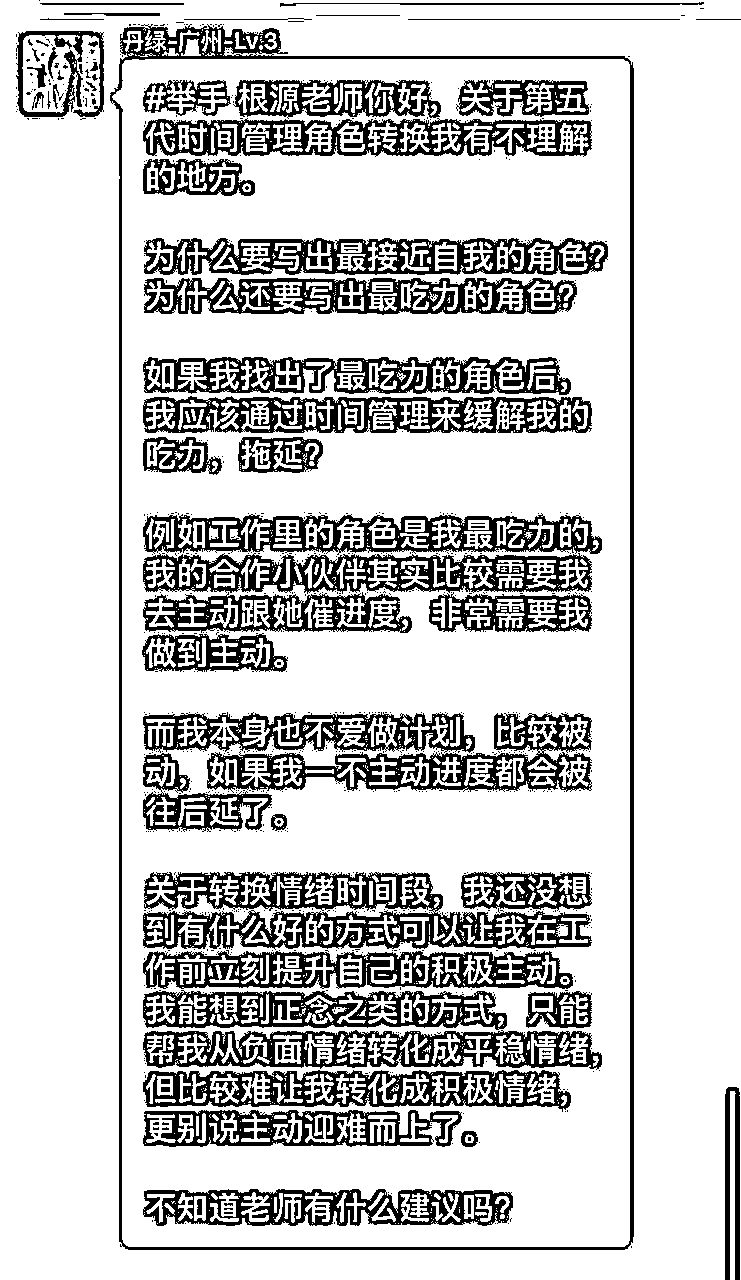 丹绿-广州-Lv.3
#举手 根源老师你好，关于第五
代时间管理角色转换我有不理解
的地方。
为什么要写出最接近自我的角色?
为什么还要写出最吃力的角色?
如果我找出了最吃力的角色后，
我应该通过时间管理来缓解我的
吃力，拖延?
例如工作里的角色是我最吃力的，
我的合作小伙伴其实比较需要我
去主动跟她催进度，非常需要我
做到主动。
而我本身也不爱做计划，比较被
动，如果我一不主动进度都会被
往后延了。
关于转换情绪时间段，我还没想
到有什么好的方式可以让我在工
作前立刻提升自己的积极主动。
我能想到正念之类的方式，只能
帮我从负面情绪转化成平稳情绪，
但比较难让我转化成积极情绪，
更别说主动迎难而上了。
不知道老师有什么建议吗?